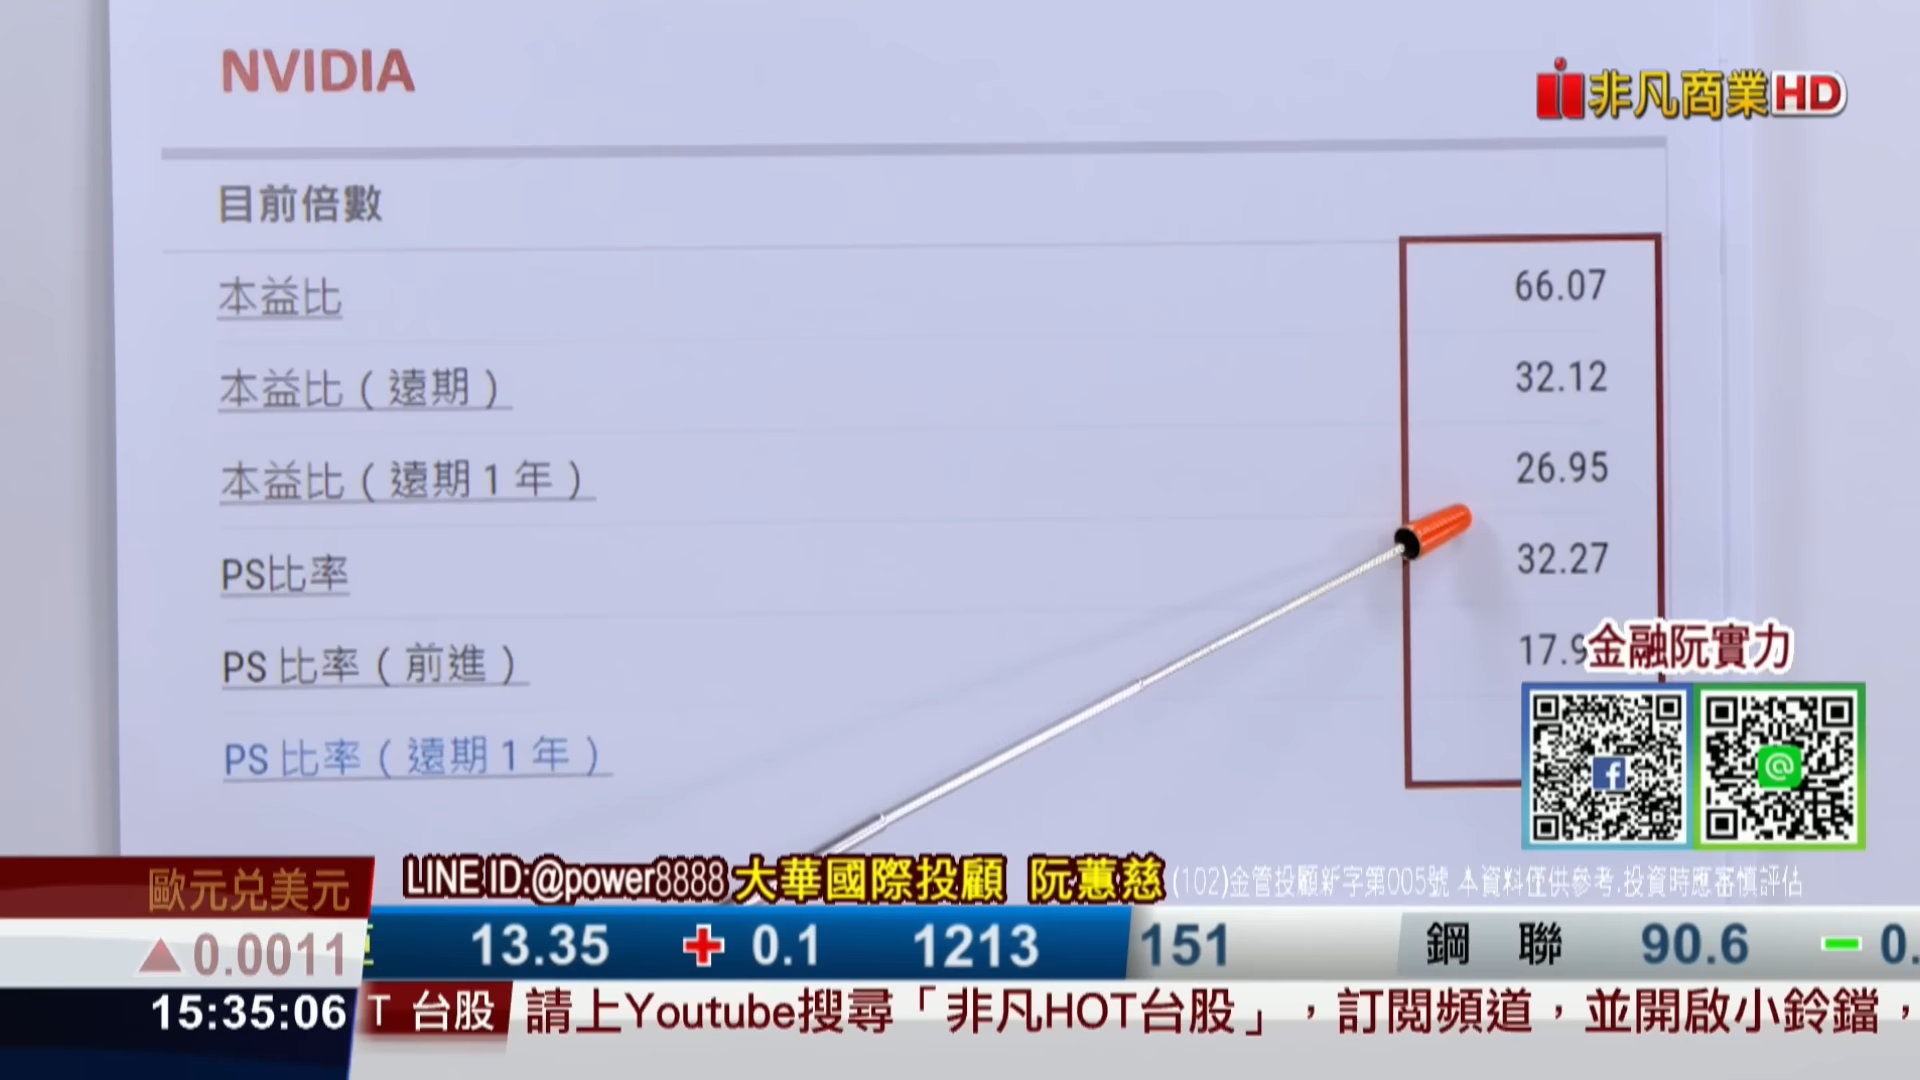 NVIDIA
非凡商業HD
目前倍數
本益比 66.07
本益比（遠期） 32.12
本益比（遠期1年） 26.95
PS比率 32.27
PS比率（前進） 17.9
金融阮實力
PS比率（遠期1年）
LINE ID:@power8888 大華國際投顧 阮蕙慈 (102)金管投顧新字第005號 本資料僅供參考.投資時應審慎評估
歐元兌美元
▲0.0011
13.35 + 0.1 1213 151 鋼聯 90.6 - 0.
15:35:06
T 台股 請上Youtube搜尋「非凡HOT台股」，訂閱頻道，並開啟小鈴鐺，